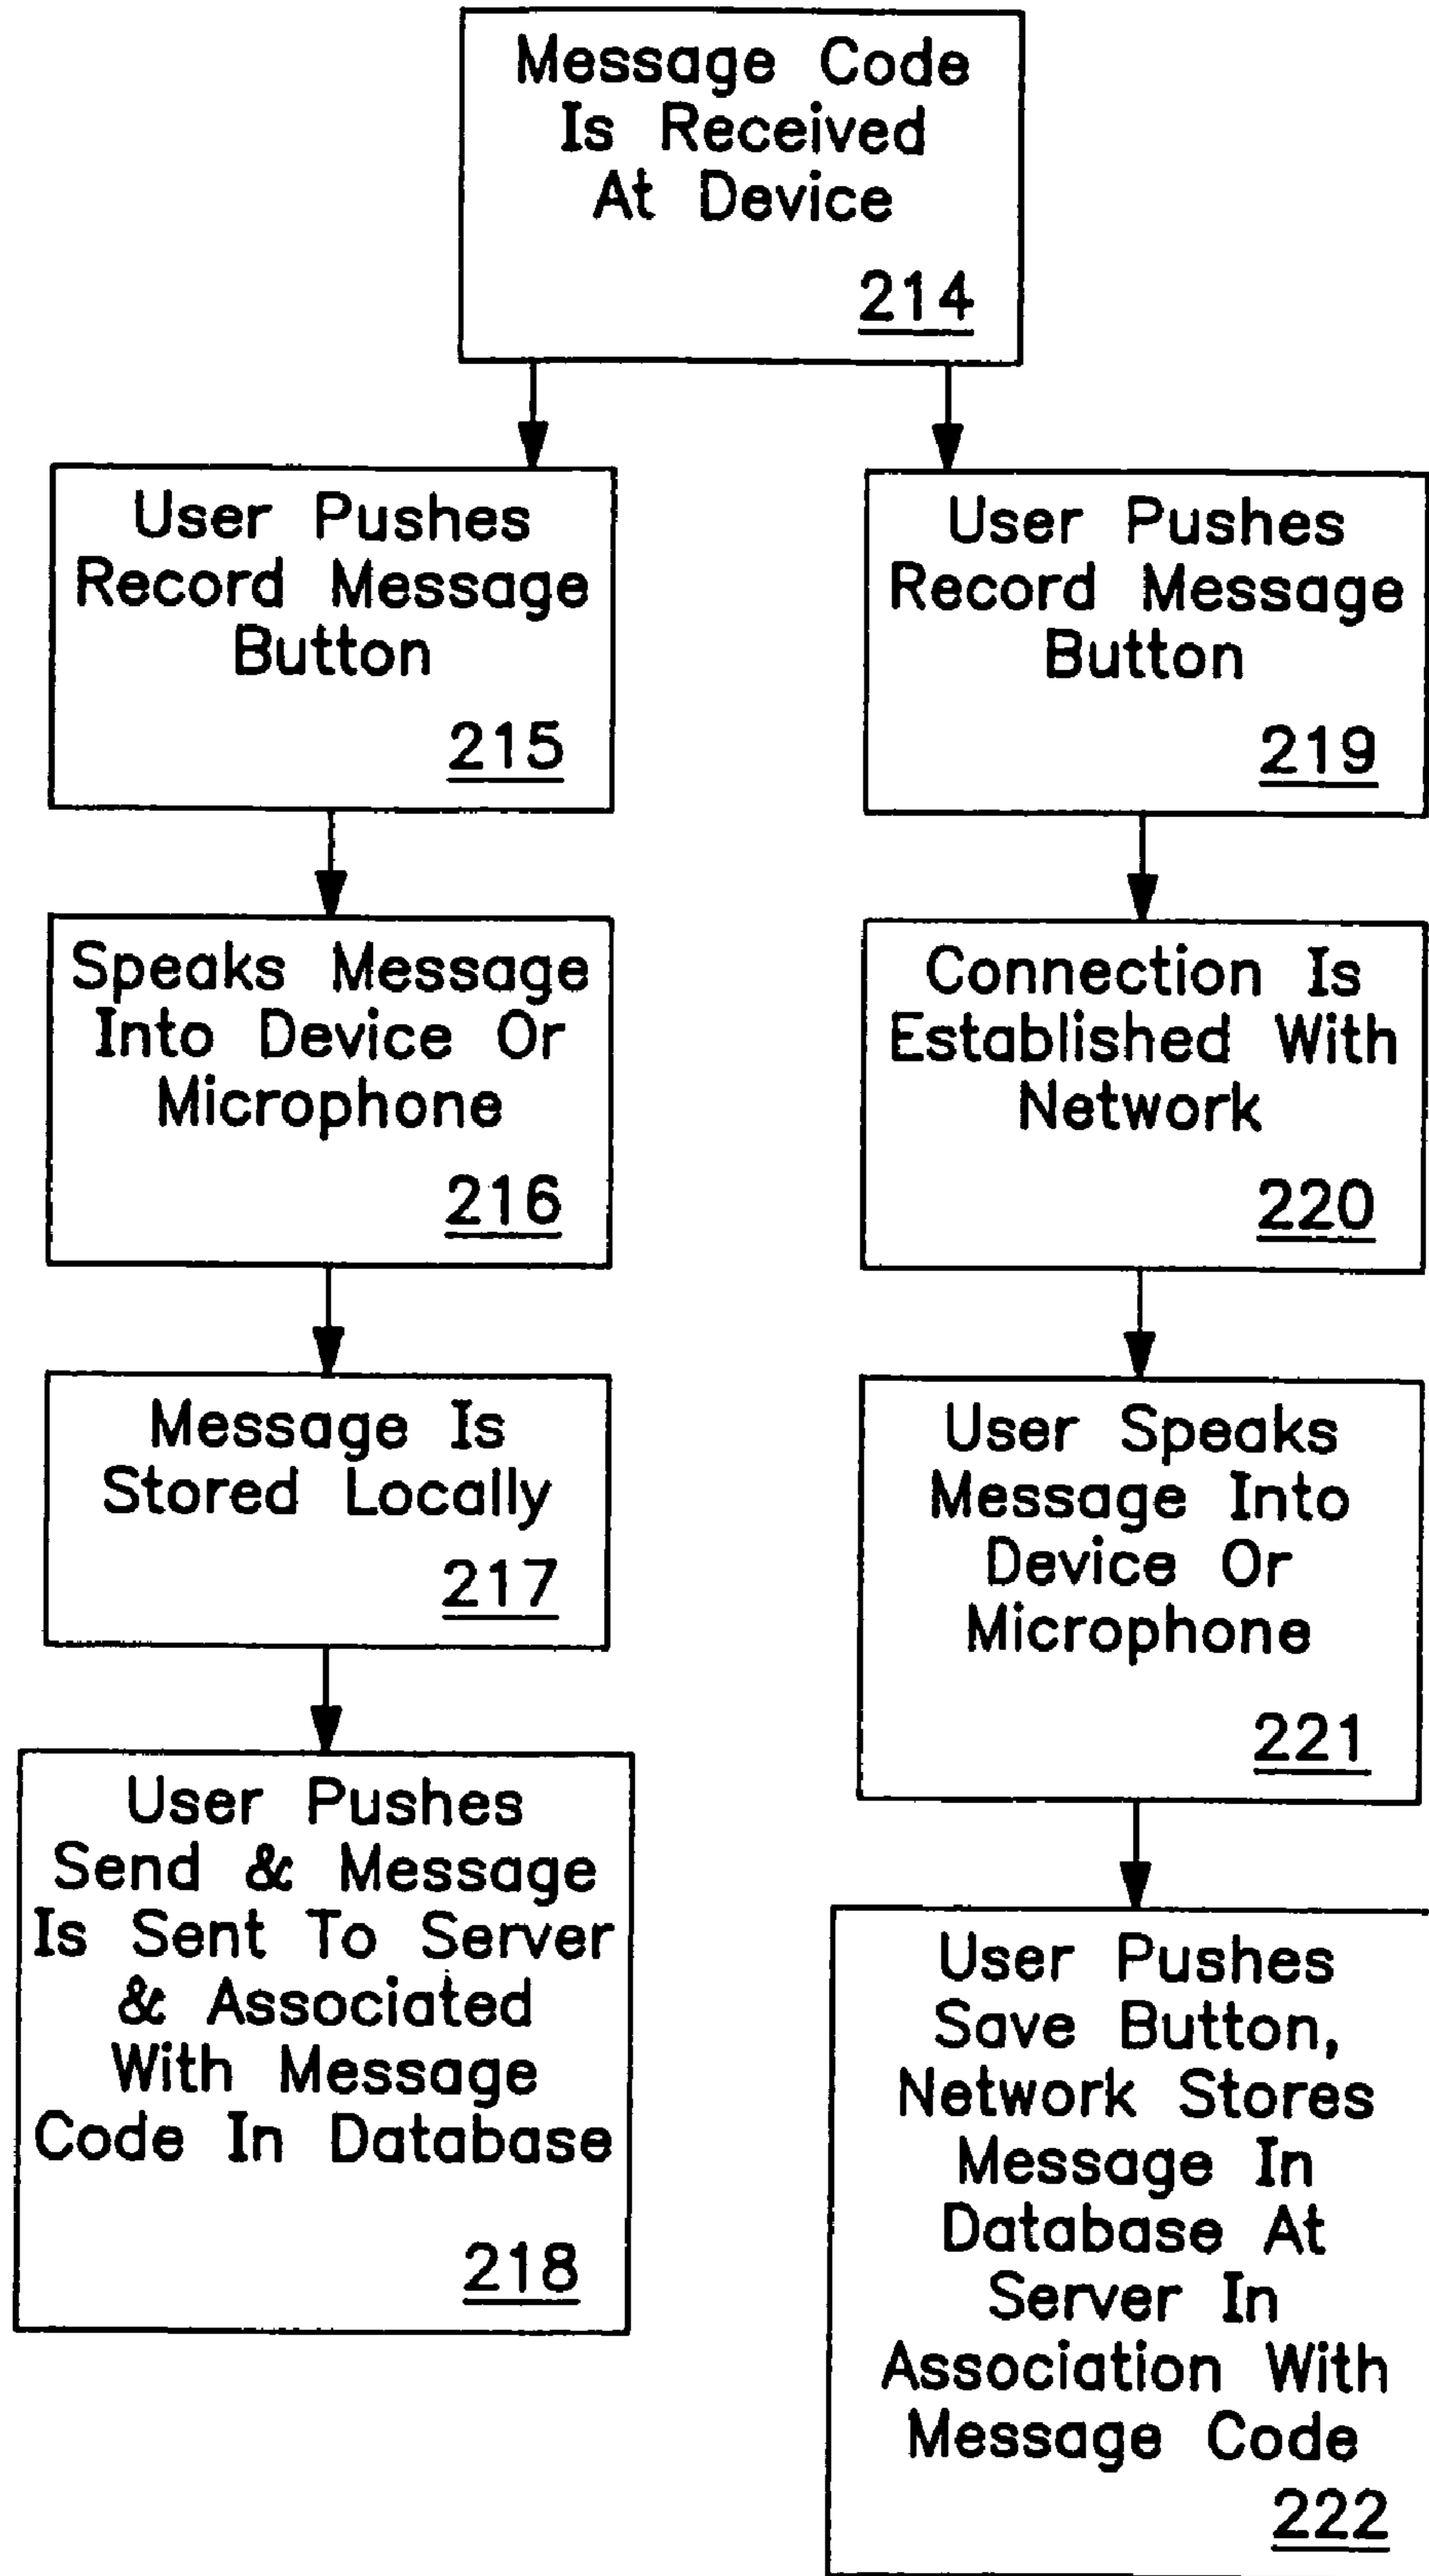 Message Code
Is Received
At Device
214
User Pushes
Record Message
Button
215
Speaks Message
Into Device Or
Microphone
216
Message Is
Stored Locally
217
User Pushes
Send & Message
Is Sent To Server
& Associated
With Message
Code In Database
218
User Pushes
Record Message
Button
219
Connection Is
Established With
Network
220
User Speaks
Message Into
Device Or
Microphone
221
User Pushes
Save Button,
Network Stores
Message In
Database At
Server In
Association With
Message Code
222